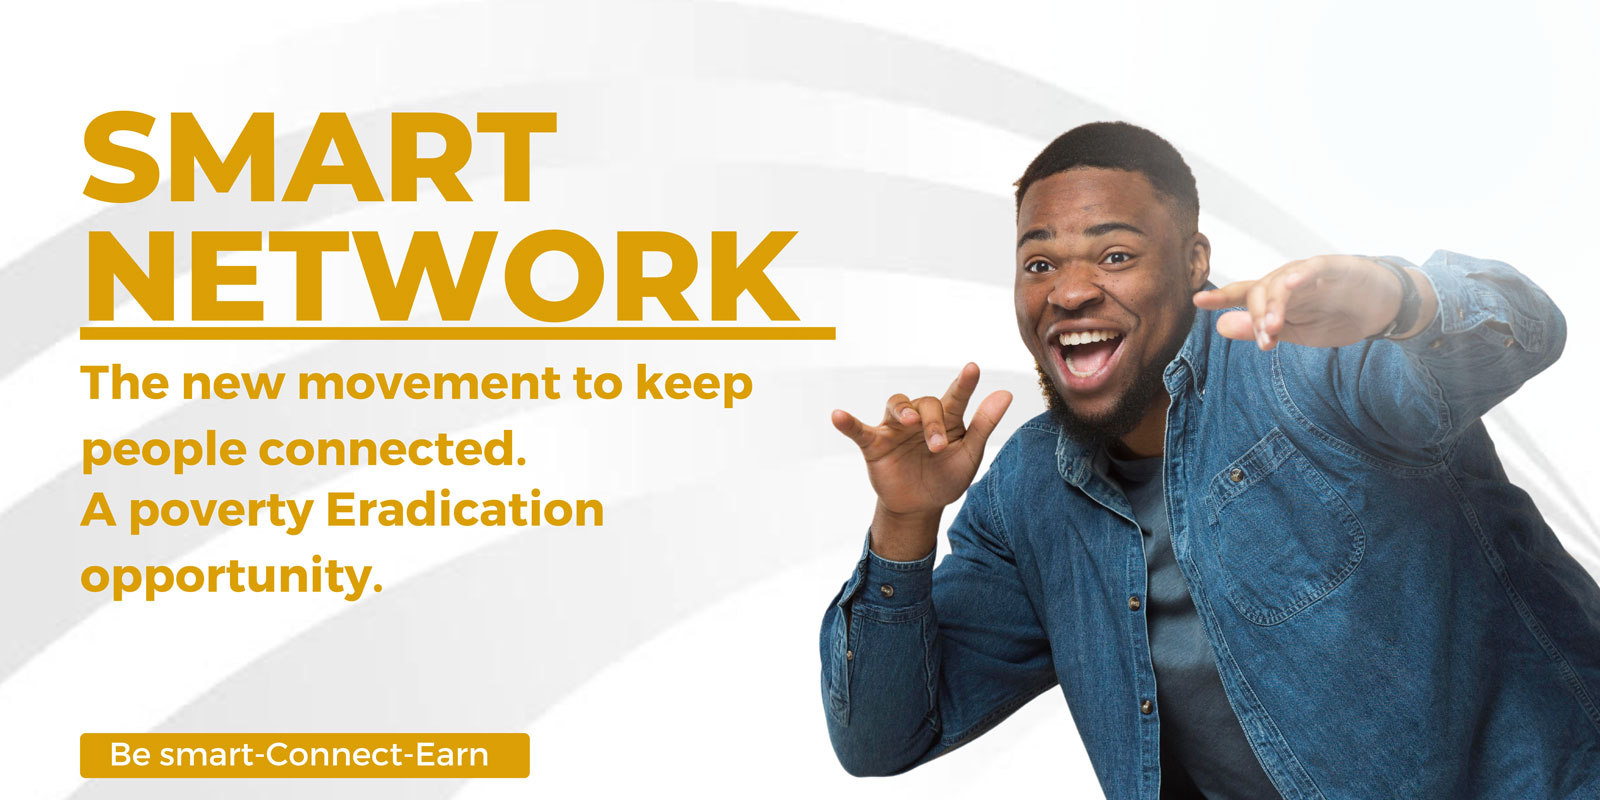 SMART
NETWORK
The new movement to keep
people connected.
A poverty Eradication
opportunity.
Be smart-Connect-Earn